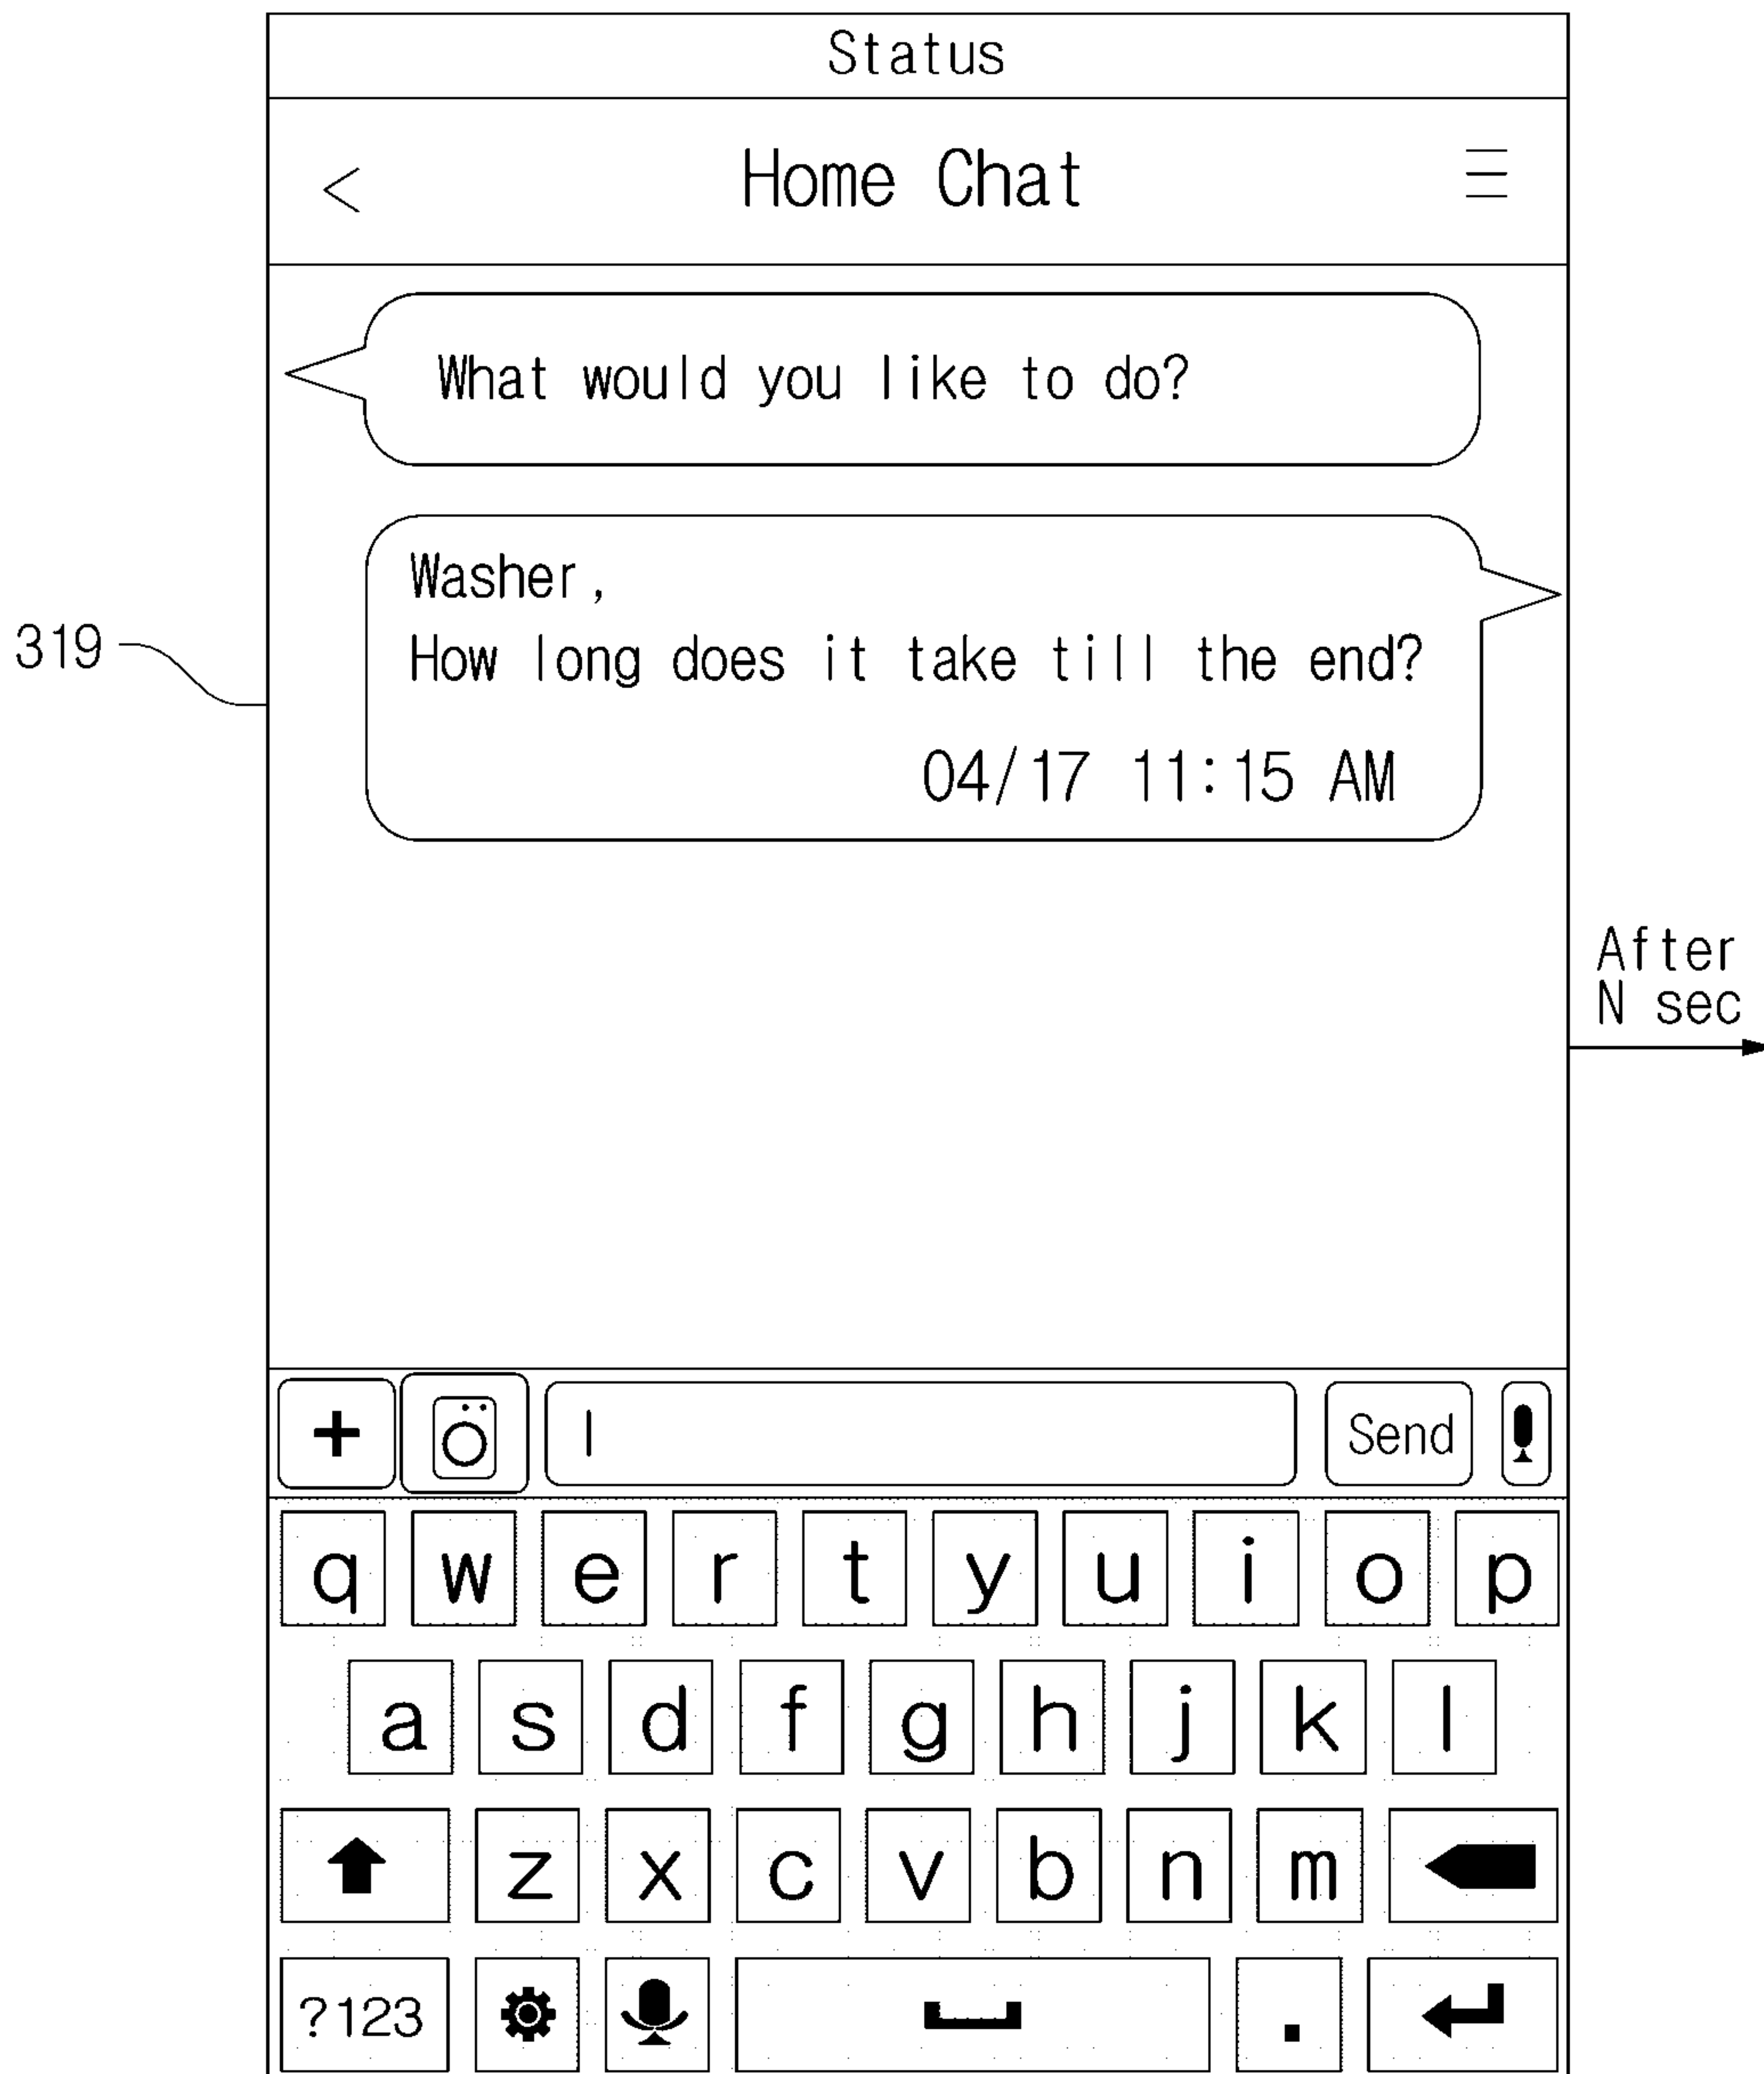 Status
< Home Chat
What would you like to do?
Washer,
How long does it take till the end?
04/17 11:15 AM
319
After
N sec
+ Send
q w e r t y u i o p
a s d f g h j k l
z x c v b n m
?123 .